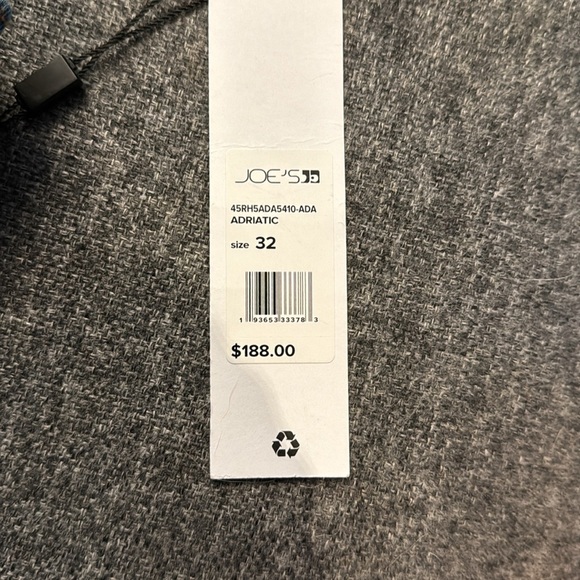 JOE'S
45RH5ADA5410-ADA
ADRIATIC
size 32
1 93653 33378 3
$188.00